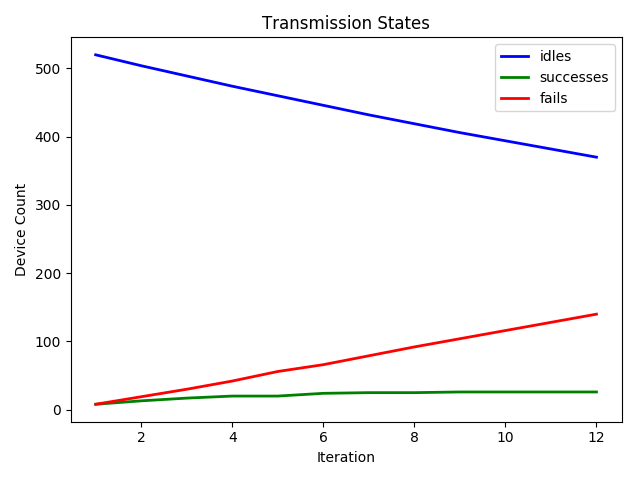 Transmission States
idles
successes
fails
500
400
300
200
100
0
Device Count
2 4 6 8 10 12
Iteration